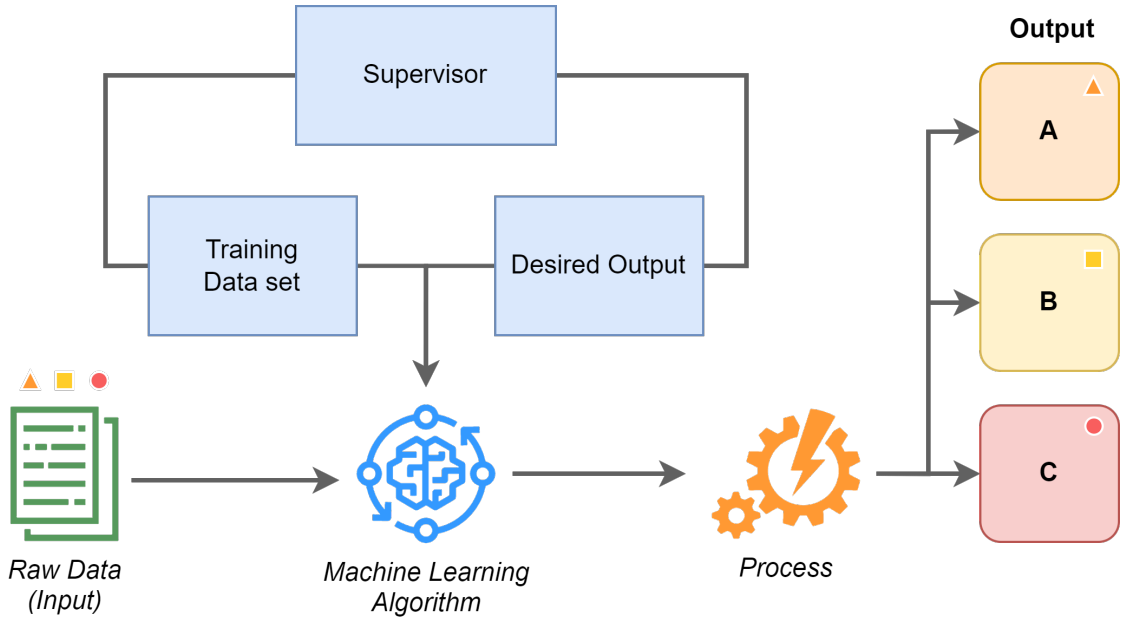 Output
Supervisor
A
Training
Data set
Desired Output
B
C
Raw Data
(Input)
Machine Learning
Algorithm
Process